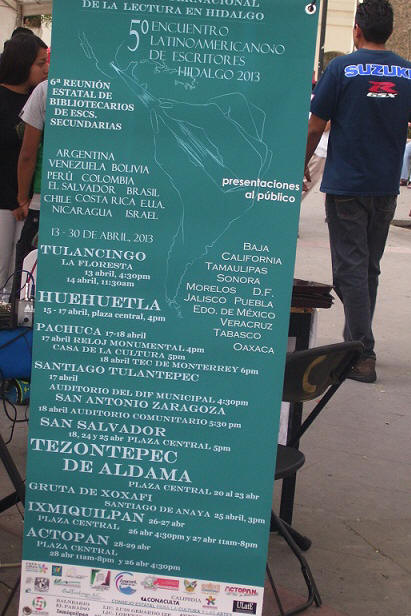 DE LA LECTURA EN HIDALGO
5º ENCUENTRO
LATINOAMERICANO
DE ESCRITORES
HIDALGO 2013
6ª REUNIÓN
ESTATAL DE
BIBLIOTECARIOS
DE ESCS.
SECUNDARIAS
ARGENTINA
VENEZUELA BOLIVIA
PERÚ COLOMBIA
EL SALVADOR BRASIL
CHILE COSTA RICA E.U.A.
NICARAGUA ISRAEL
presentaciones
al público
13 - 30 DE ABRIL, 2013
BAJA
CALIFORNIA
TAMAULIPAS
SONORA
MORELOS D.F.
JALISCO PUEBLA
EDO. DE MÉXICO
VERACRUZ
TABASCO
OAXACA
TULANCINGO
LA FLORESTA
13 abril, 4:30pm
14 abril, 11:30am
HUEHUETLA
15 - 17 abril, plaza central, 4pm
PACHUCA 17-18 abril
17 abril RELOJ MONUMENTAL 4pm
CASA DE LA CULTURA 5pm
18 abril TEC DE MONTERREY 6pm
SANTIAGO TULANTEPEC
17 abril
AUDITORIO DEL DIF MUNICIPAL 4:30pm
SAN ANTONIO ZARAGOZA
18 abril AUDITORIO COMUNITARIO 5:30 pm
SAN SALVADOR
18, 24 y 25 abr PLAZA CENTRAL 5pm
TEZONTEPEC
DE ALDAMA
PLAZA CENTRAL 20 al 23 abr
GRUTA DE XOXAFI
SANTIAGO DE ANAYA 25 abril, 3pm
IXMIQUILPAN 26-27 abr
PLAZA CENTRAL 26 abr 4:30pm y 27 abr 11am-8pm
ACTOPAN 28-29 abr
PLAZA CENTRAL
28 abr 11am-8pm y 26 abr 4:30pm
ACTOPAN
CONACULTA
BALNEARIO
EL PARAÍSO
SUZUKI
R
GSX